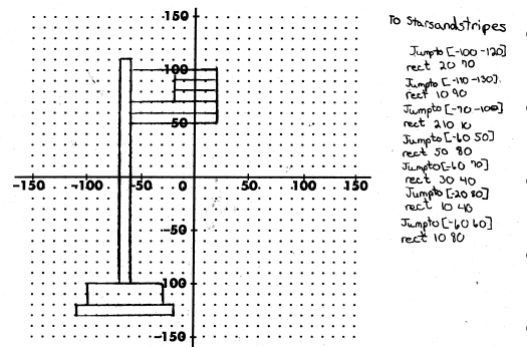 150
100
50
-150
-100
-50
0
50
100
150
-50
-100
-150
To Starsandstripes
Jumpto [-100 -120]
rect 20 70
Jumpto [-110 -130]
rect 10 90
Jumpto [-70 -100]
rect 210 10
Jumpto [-60 50]
rect 50 80
Jumpto [-60 70]
rect 30 40
Jumpto [-20 80]
rect 10 40
Jumpto [-60 60]
rect 10 80